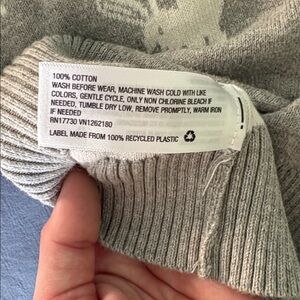 100% COTTON
WASH BEFORE WEAR, MACHINE WASH COLD WITH LIKE
COLORS, GENTLE CYCLE, ONLY NON CHLORINE BLEACH IF
NEEDED, TUMBLE DRY LOW, REMOVE PROMPTLY, WARM IRON
IF NEEDED
RN17730 VN1262180
LABEL MADE FROM 100% RECYCLED PLASTIC